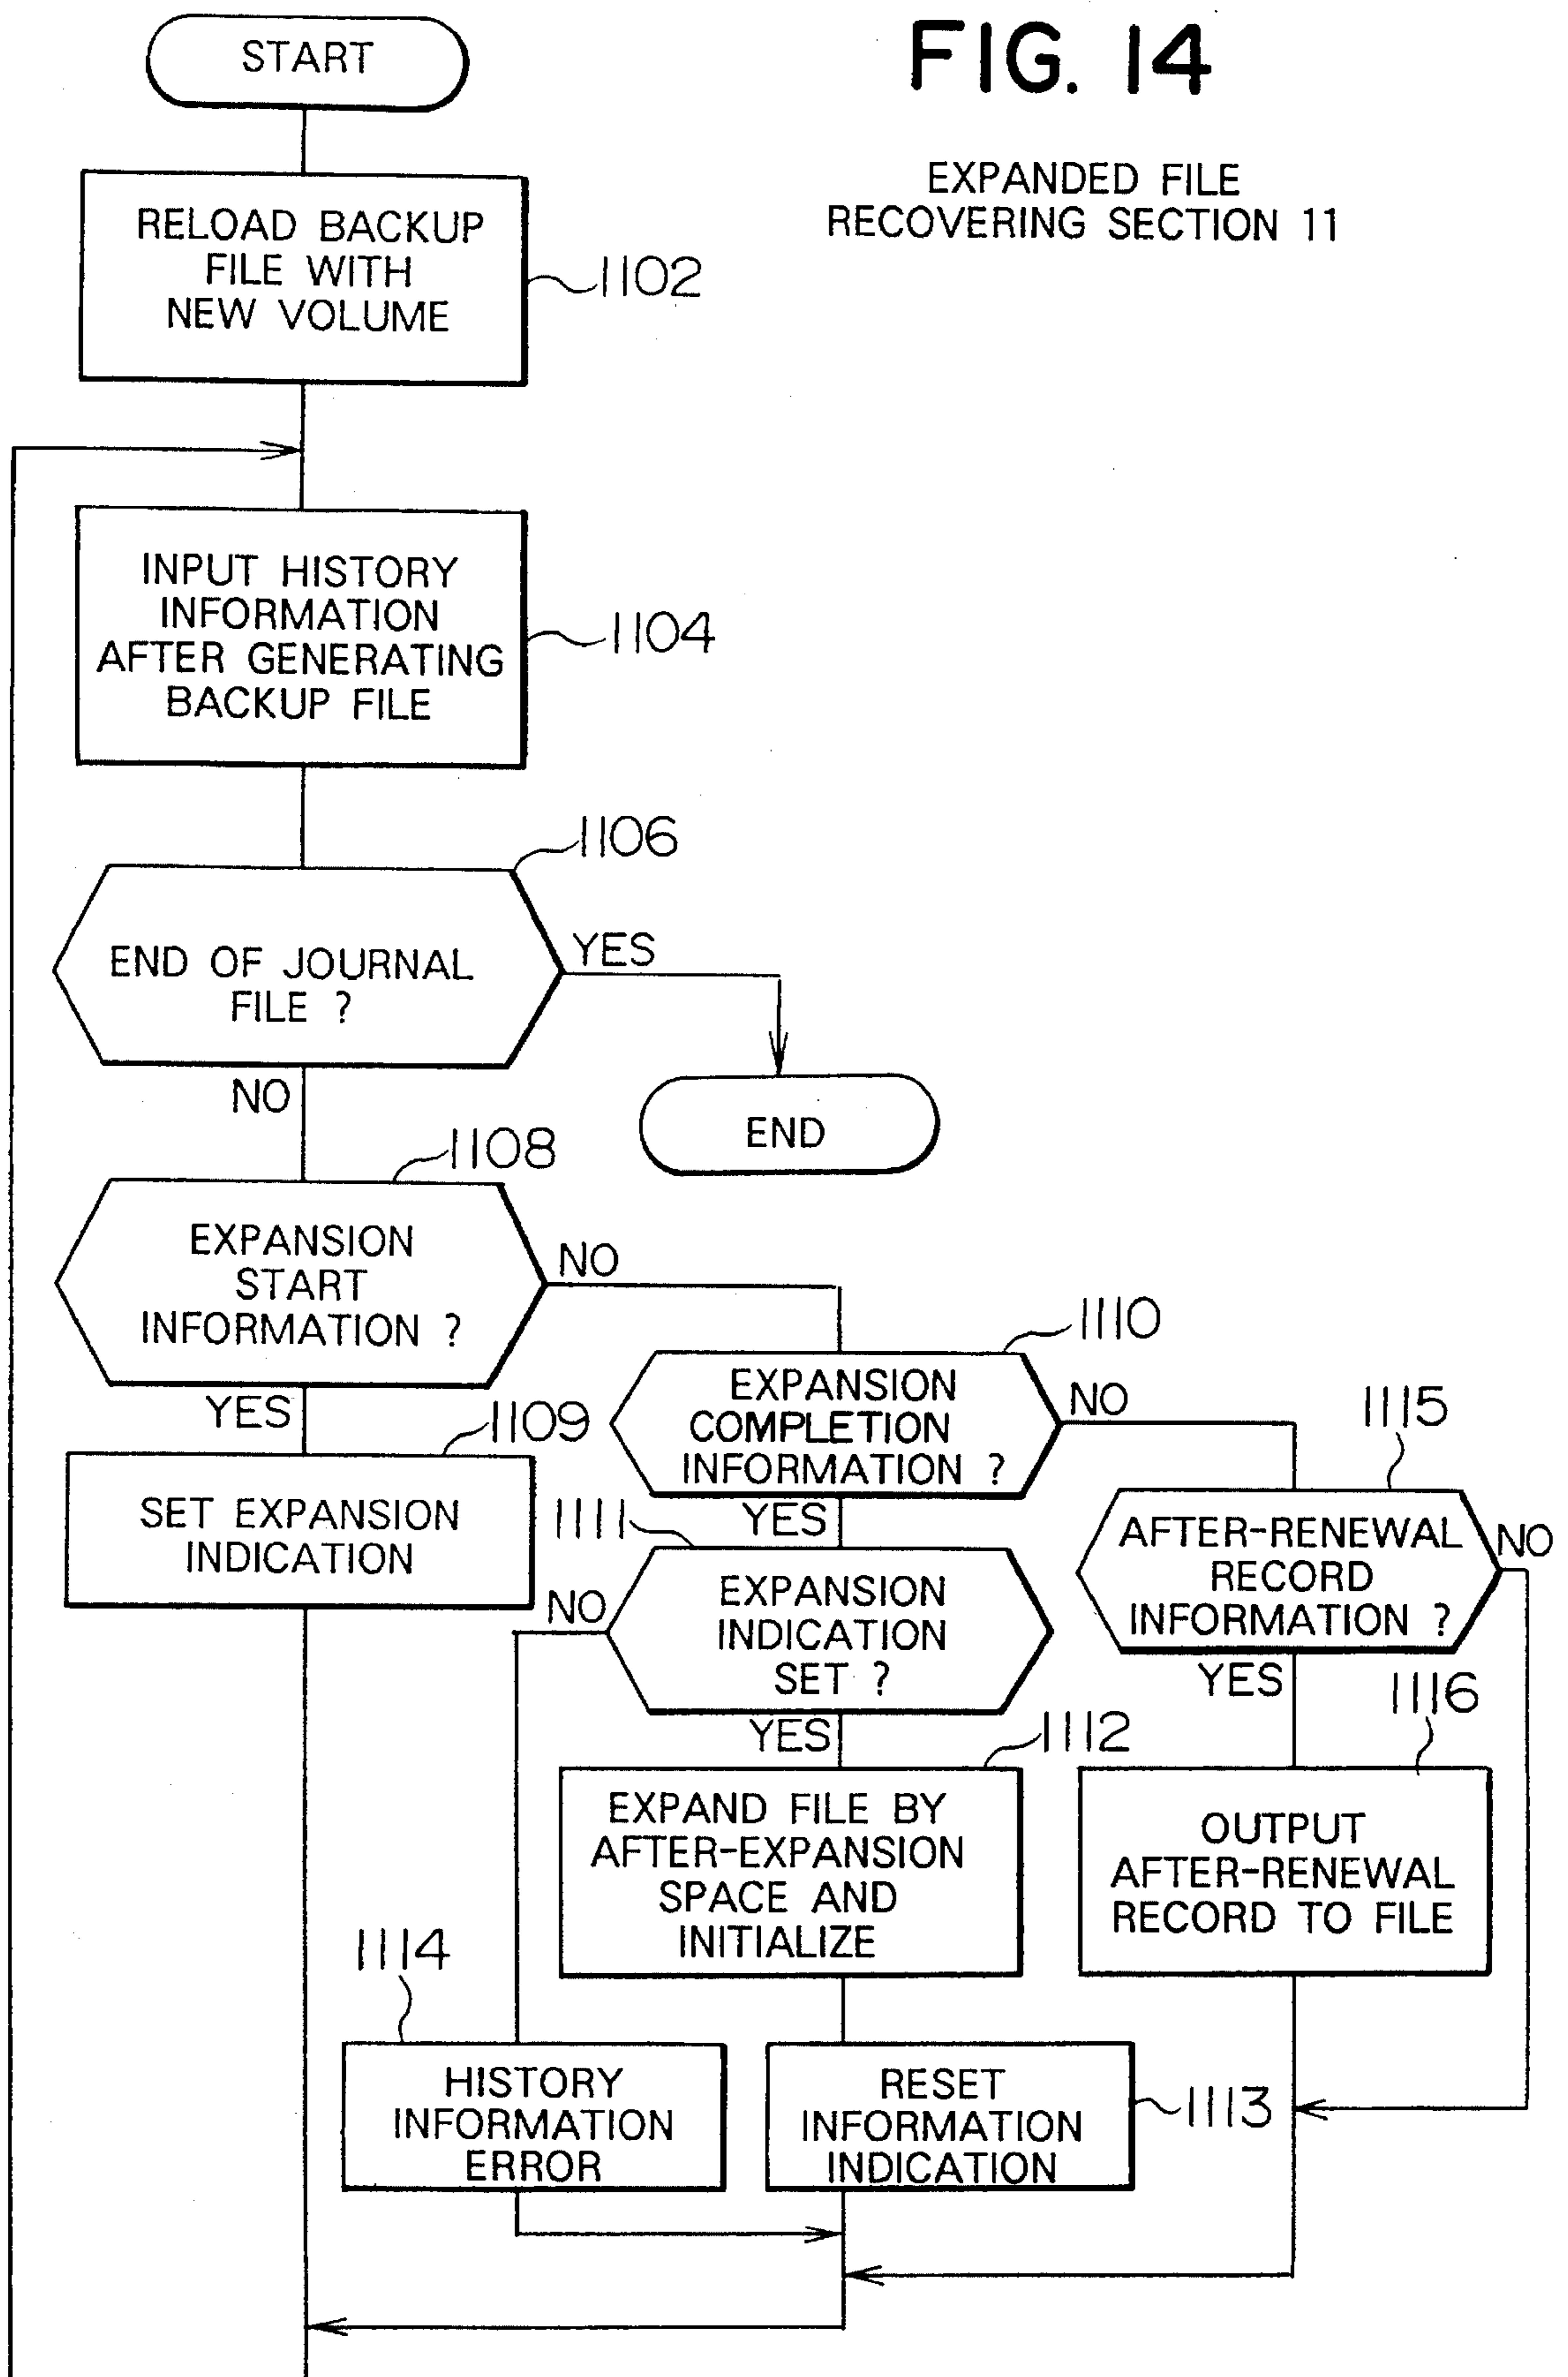 FIG. 14
EXPANDED FILE
RECOVERING SECTION 11
START
RELOAD BACKUP
FILE WITH
NEW VOLUME
1102
INPUT HISTORY
INFORMATION
AFTER GENERATING
BACKUP FILE
1104
1106
END OF JOURNAL
FILE ?
YES
NO
END
1108
EXPANSION
START
INFORMATION ?
NO
YES
1109
SET EXPANSION
INDICATION
1110
EXPANSION
COMPLETION
INFORMATION ?
NO
YES
1111
EXPANSION
INDICATION
SET ?
NO
YES
1112
EXPAND FILE BY
AFTER-EXPANSION
SPACE AND
INITIALIZE
1115
AFTER-RENEWAL
RECORD
INFORMATION ?
NO
YES
1116
OUTPUT
AFTER-RENEWAL
RECORD TO FILE
1114
HISTORY
INFORMATION
ERROR
RESET
INFORMATION
INDICATION
1113